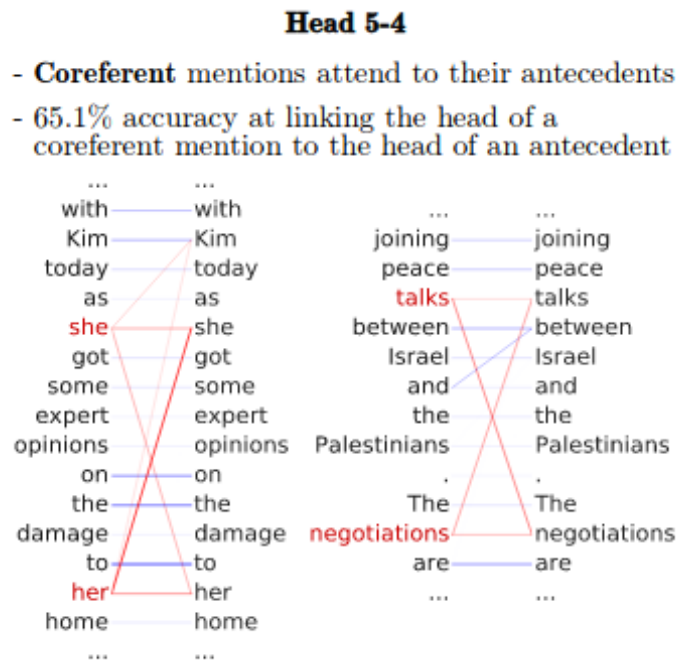 Head 5-4
- Coreferent mentions attend to their antecedents
- 65.1% accuracy at linking the head of a
coreferent mention to the head of an antecedent
... ...
with with
Kim Kim
today today
as as
she she
got got
some some
expert expert
opinions opinions
on on
the the
damage damage
to to
her her
home home
... ...
... ...
joining joining
peace peace
talks talks
between between
Israel Israel
and and
the the
Palestinians Palestinians
. .
The The
negotiations negotiations
are are
... ...